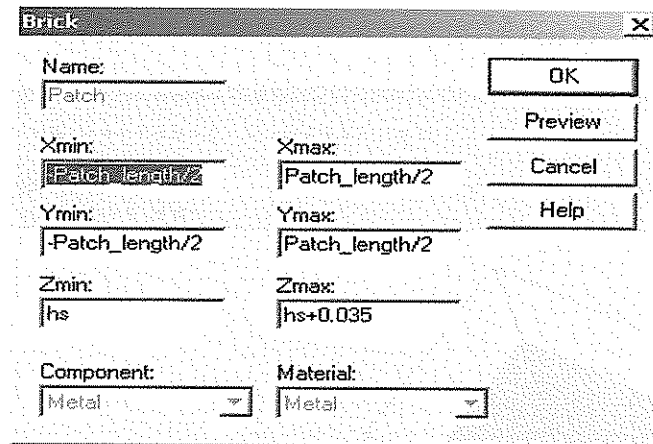 Brick
Name:
Patch
OK
Preview
Xmin:
Xmax:
-Patch_length/2
Patch_length/2
Cancel
Ymin:
Ymax:
Help
-Patch_length/2
Patch_length/2
Zmin:
Zmax:
hs
hs+0.035
Component:
Material:
Metal
Metal